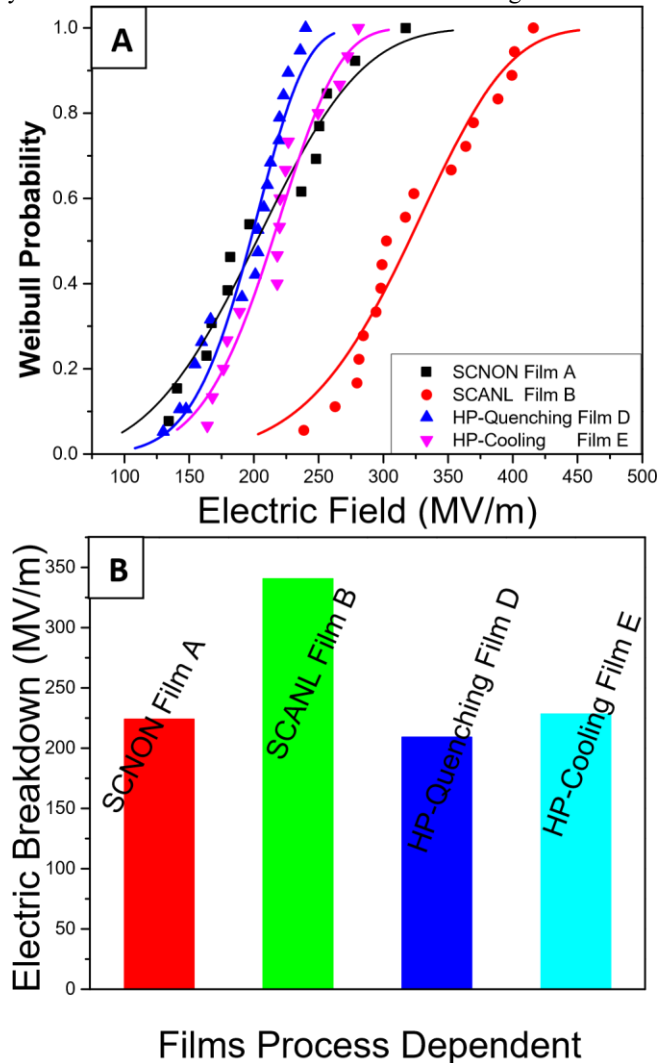 A
Weibull Probability
1.0
0.8
0.6
0.4
0.2
0.0
SCNON Film A
SCANL Film B
HP-Quenching Film D
HP-Cooling Film E
100 150 200 250 300 350 400 450 500
Electric Field (MV/m)
B
Electric Breakdown (MV/m)
350
300
250
200
150
100
50
0
SCNON Film A
SCANL Film B
HP-Quenching Film D
HP-Cooling Film E
Films Process Dependent